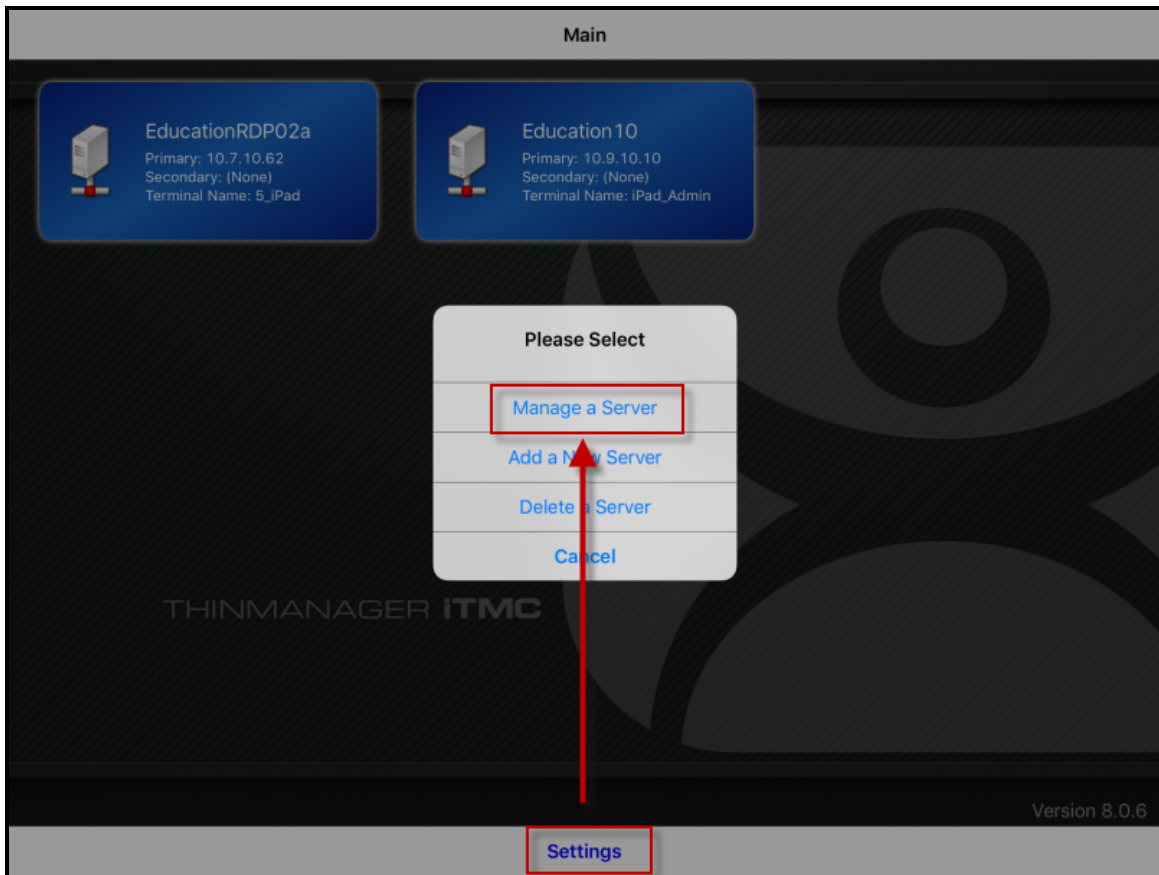 Main
EducationRDP02a
Primary: 10.7.10.62
Secondary: (None)
Terminal Name: 5_iPad
Education10
Primary: 10.9.10.10
Secondary: (None)
Terminal Name: iPad_Admin
Please Select
Manage a Server
Add a New Server
Delete a Server
Cancel
THINMANAGER iTMC
Version 8.0.6
Settings